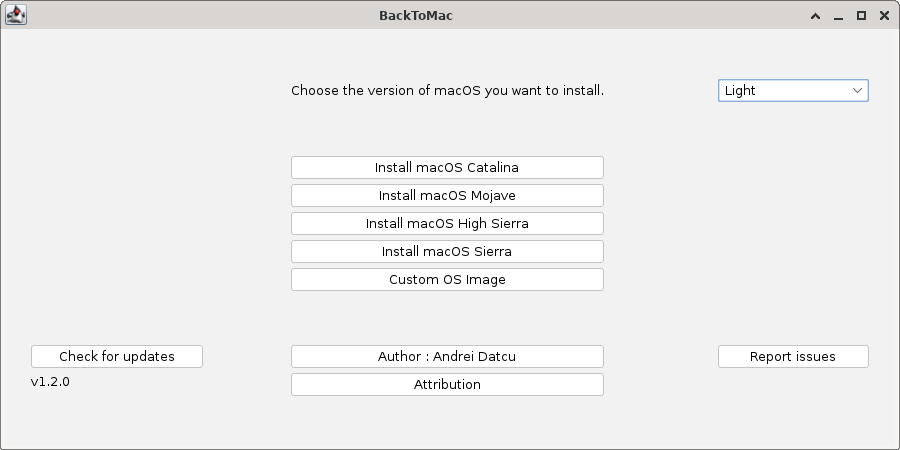 BackToMac
Choose the version of macOS you want to install.
Light
Install macOS Catalina
Install macOS Mojave
Install macOS High Sierra
Install macOS Sierra
Custom OS Image
Check for updates
Author : Andrei Datcu
Report issues
v1.2.0
Attribution